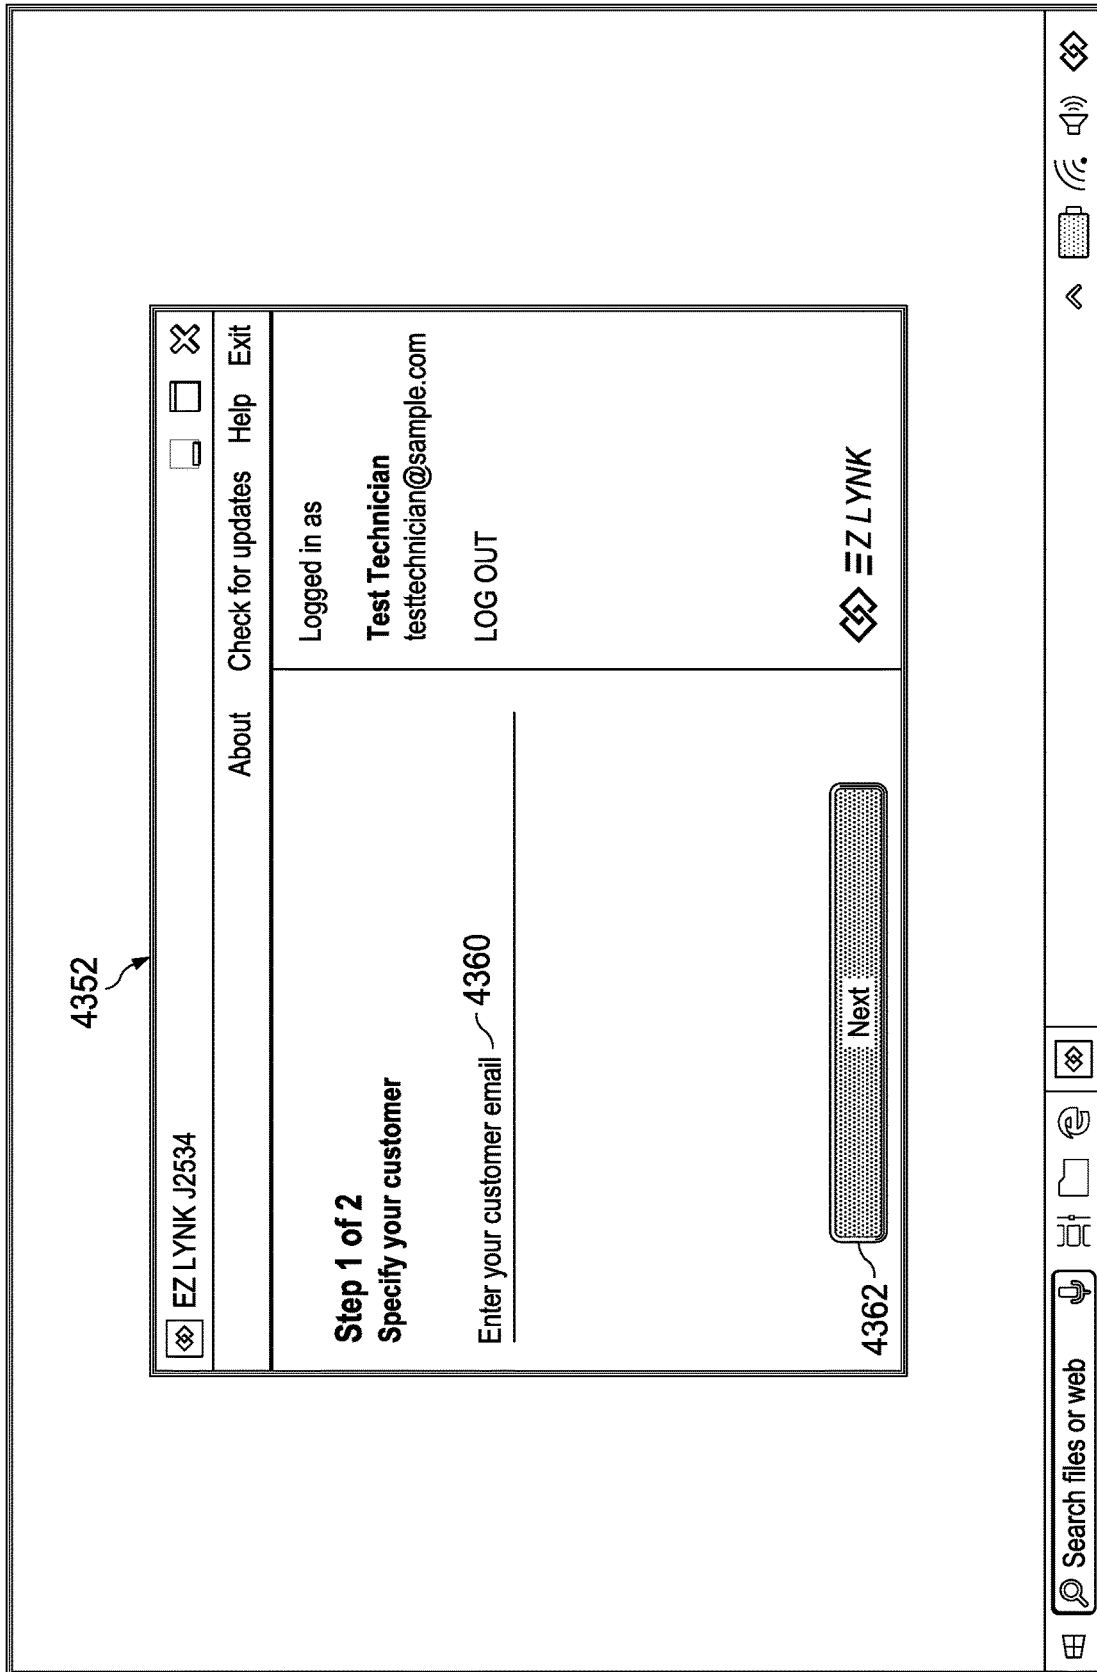 4352
EZ LYNK J2534
About Check for updates Help Exit
Step 1 of 2
Specify your customer
Enter your customer email 4360
4362
Next
Logged in as
Test Technician
testtechnician@sample.com
LOG OUT
EZ LYNK
Search files or web